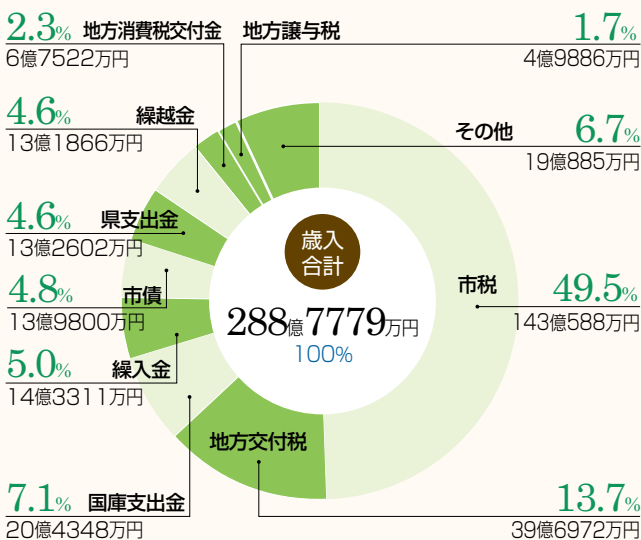 2.3% 地方消費税交付金
6億7522万円
地方譲与税 1.7%
4億9886万円
4.6% 繰越金
13億1866万円
その他 6.7%
19億885万円
4.6% 県支出金
13億2602万円
歳入
合計
288億7779万円
100%
市税 49.5%
143億588万円
4.8% 市債
13億9800万円
5.0% 繰入金
14億3311万円
地方交付税
13.7%
39億6972万円
7.1% 国庫支出金
20億4348万円